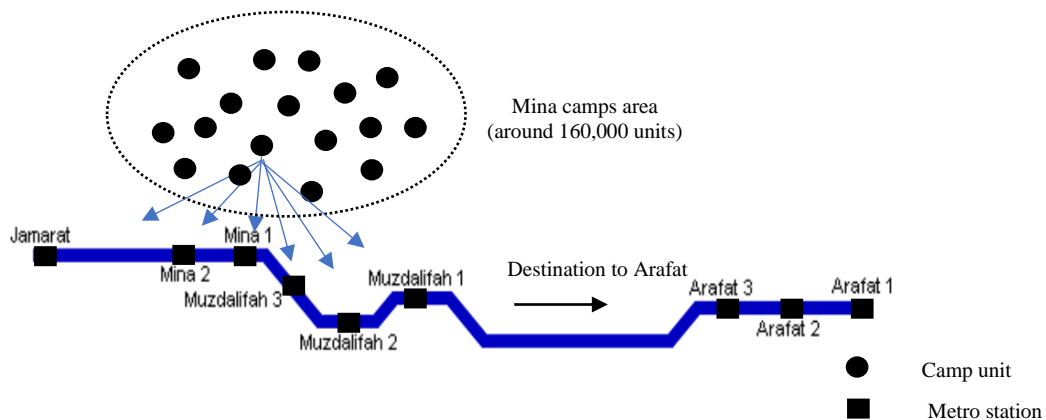 Mina camps area
(around 160,000 units)
Jamarat
Mina 1
Mina 2
Muzdalifah 3
Muzdalifah 1
Muzdalifah 2
Destination to Arafat
Arafat 3
Arafat 1
Arafat 2
Camp unit
Metro station